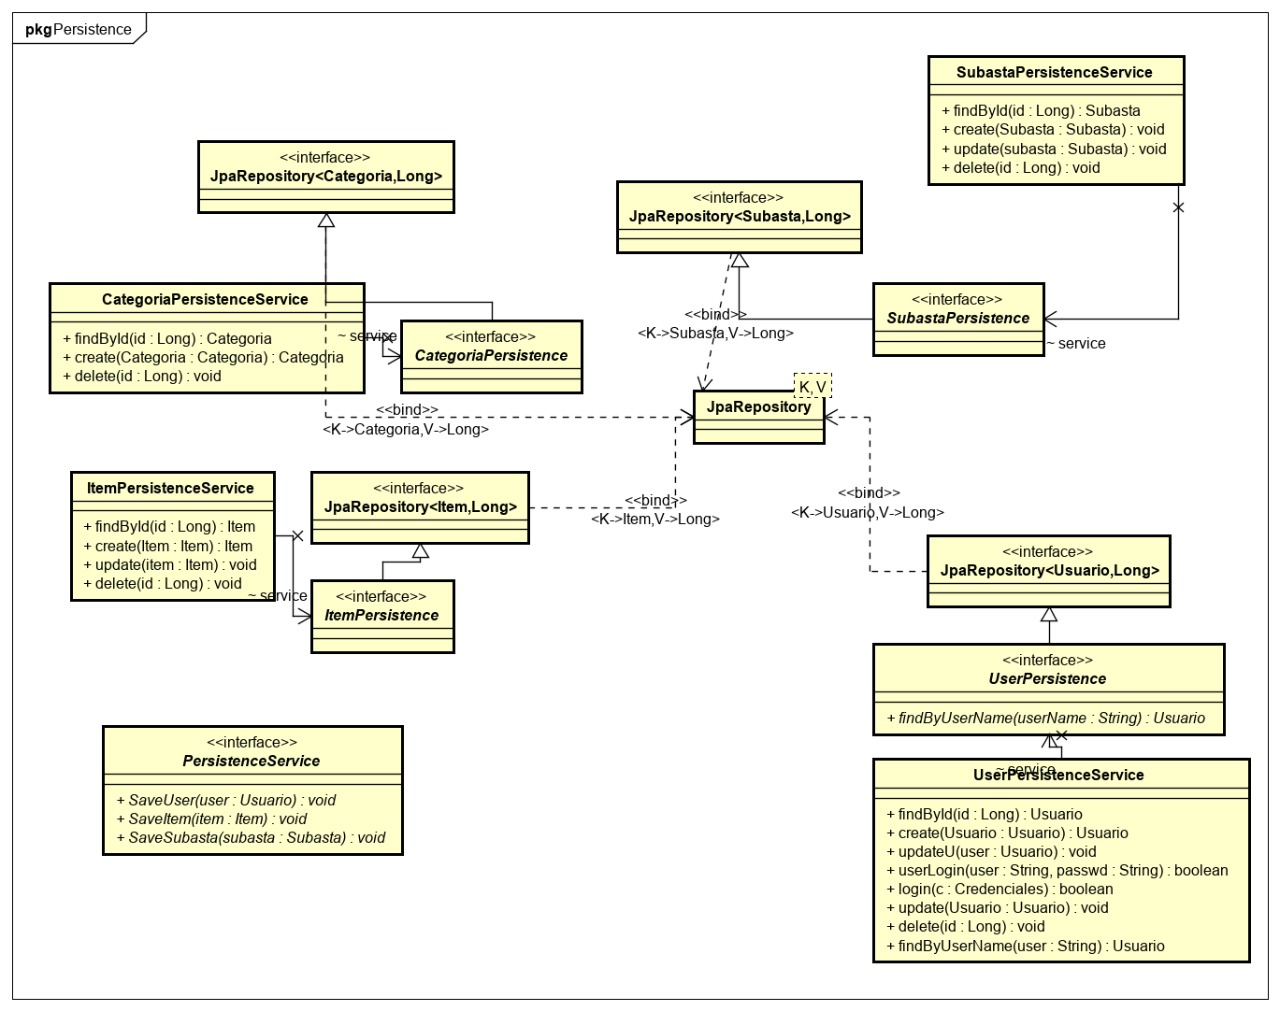 pkg Persistence
SubastaPersistenceService
+ findById(id : Long) : Subasta
+ create(Subasta : Subasta) : void
+ update(subasta : Subasta) : void
+ delete(id : Long) : void
<<interface>>
JpaRepository<Categoria,Long>
<<interface>>
JpaRepository<Subasta,Long>
CategoriaPersistenceService
+ findById(id : Long) : Categoria
+ create(Categoria : Categoria) : Categoria
+ delete(id : Long) : void
~ service
<<interface>>
CategoriaPersistence
<<bind>>
<K->Subasta,V->Long>
<<interface>>
SubastaPersistence
~ service
K, V
JpaRepository
<<bind>>
<K->Categoria,V->Long>
ItemPersistenceService
+ findById(id : Long) : Item
+ create(Item : Item) : Item
+ update(item : Item) : void
+ delete(id : Long) : void
~ service
<<interface>>
JpaRepository<Item,Long>
<<bind>>
<K->Item,V->Long>
<<interface>>
ItemPersistence
<<bind>>
<K->Usuario,V->Long>
<<interface>>
JpaRepository<Usuario,Long>
<<interface>>
UserPersistence
+ findByUserName(userName : String) : Usuario
<<interface>>
PersistenceService
+ SaveUser(user : Usuario) : void
+ SaveItem(item : Item) : void
+ SaveSubasta(subasta : Subasta) : void
~ service
UserPersistenceService
+ findById(id : Long) : Usuario
+ create(Usuario : Usuario) : Usuario
+ updateU(user : Usuario) : void
+ userLogin(user : String, passwd : String) : boolean
+ login(c : Credenciales) : boolean
+ update(Usuario : Usuario) : void
+ delete(id : Long) : void
+ findByUserName(user : String) : Usuario